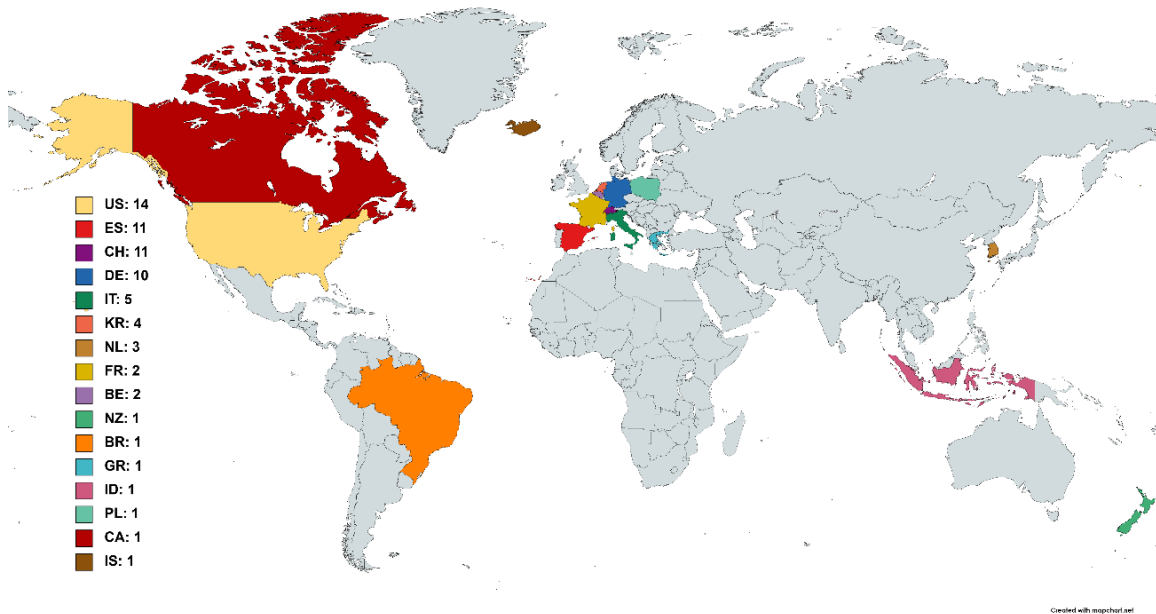 US: 14
ES: 11
CH: 11
DE: 10
IT: 5
KR: 4
NL: 3
FR: 2
BE: 2
NZ: 1
BR: 1
GR: 1
ID: 1
PL: 1
CA: 1
IS: 1
Created with mapchart.net